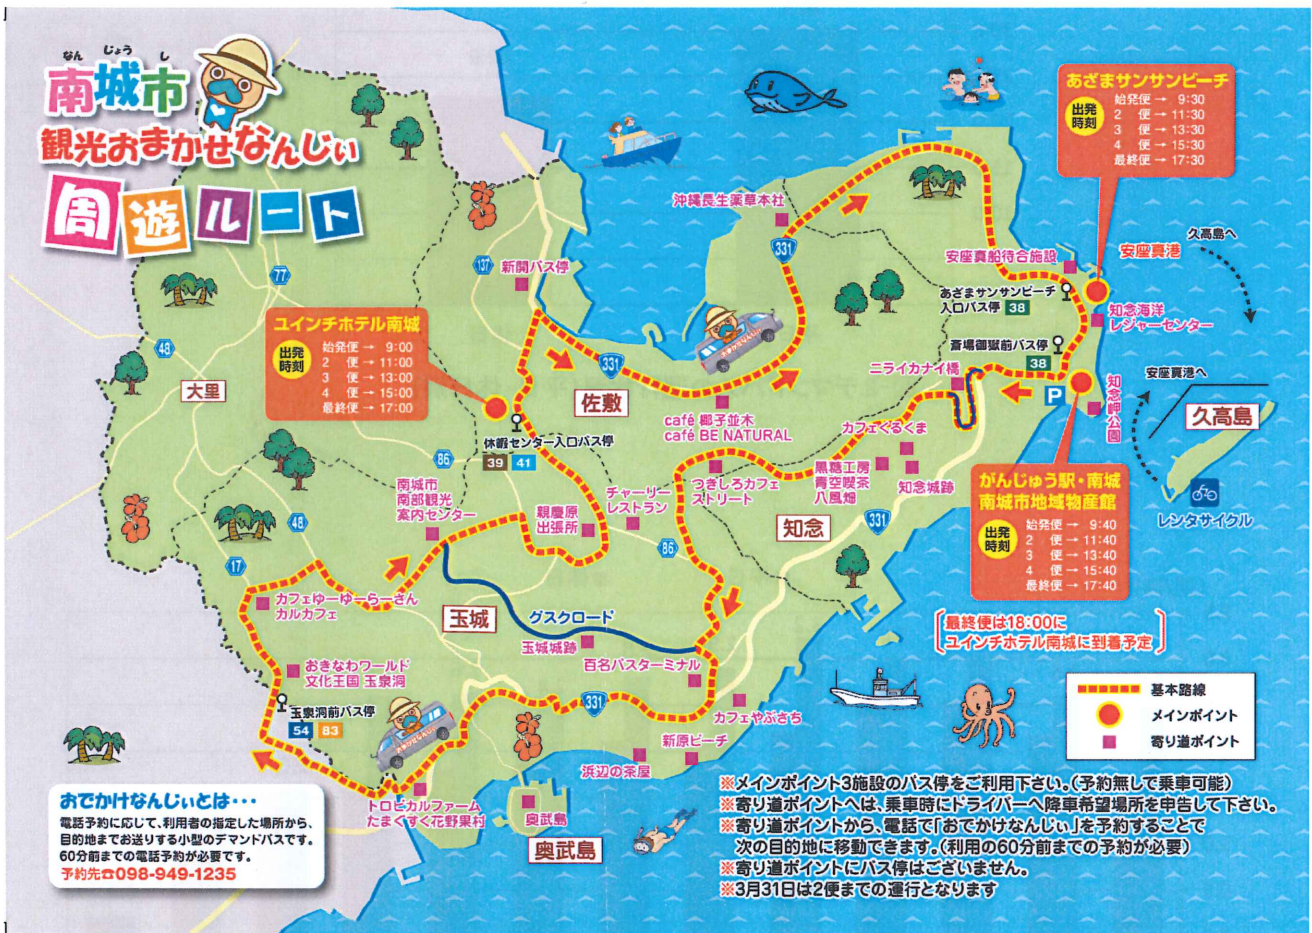 なん じょう し
南城市
観光おまかせなんじぃ
周遊ルート
あざまサンサンビーチ
出発時刻
始発便→ 9:30
2 便→11:30
3 便→13:30
4 便→15:30
最終便→17:30
沖縄長生薬草本社
331
安座真船待合施設
安座真港
久高島へ
あざまサンサンビーチ
入口バス停 38
知念海洋
レジャーセンター
斎場御嶽前バス停
38
ニライカナイ橋
P
知念岬公園
安座真港へ
久高島
レンタサイクル
137
新開バス停
77
48
大里
ユインチホテル南城
出発時刻
始発便→ 9:00
2 便→11:00
3 便→13:00
4 便→15:00
最終便→17:00
331
佐敷
おでかけなんじぃ
café 椰子並木
café BE NATURAL
休暇センター入口バス停
39 41
86
カフェくるくま
黒糖工房
青空喫茶
八風畑
知念城跡
つきしろカフェ
ストリート
知念
331
がんじゅう駅・南城
南城市地域物産館
出発時刻
始発便→ 9:40
2 便→11:40
3 便→13:40
4 便→15:40
最終便→17:40
最終便は18:00に
ユインチホテル南城に到着予定
南城市
南部観光
案内センター
親慶原
出張所
チャーリー
レストラン
86
48
17
カフェゆーゆーらーさん
カルカフェ
玉城
グスクロード
玉城城跡
百名バスターミナル
おきなわワールド
文化王国 玉泉洞
玉泉洞前バス停
54 83
331
おでかけなんじぃ
カフェやぶさち
新原ビーチ
浜辺の茶屋
トロピカルファーム
たまぐすく花野果村
奥武島
奥武島
基本路線
メインポイント
寄り道ポイント
おでかけなんじぃとは・・・
電話予約に応じて、利用者の指定した場所から、
目的地までお送りする小型のデマンドバスです。
60分前までの電話予約が必要です。
予約先☎098-949-1235
※メインポイント3施設のバス停をご利用下さい。(予約無しで乗車可能)
※寄り道ポイントへは、乗車時にドライバーへ降車希望場所を申告して下さい。
※寄り道ポイントから、電話で「おでかけなんじぃ」を予約することで
次の目的地に移動できます。(利用の60分前までの予約が必要)
※寄り道ポイントにバス停はございません。
※3月31日は2便までの運行となります